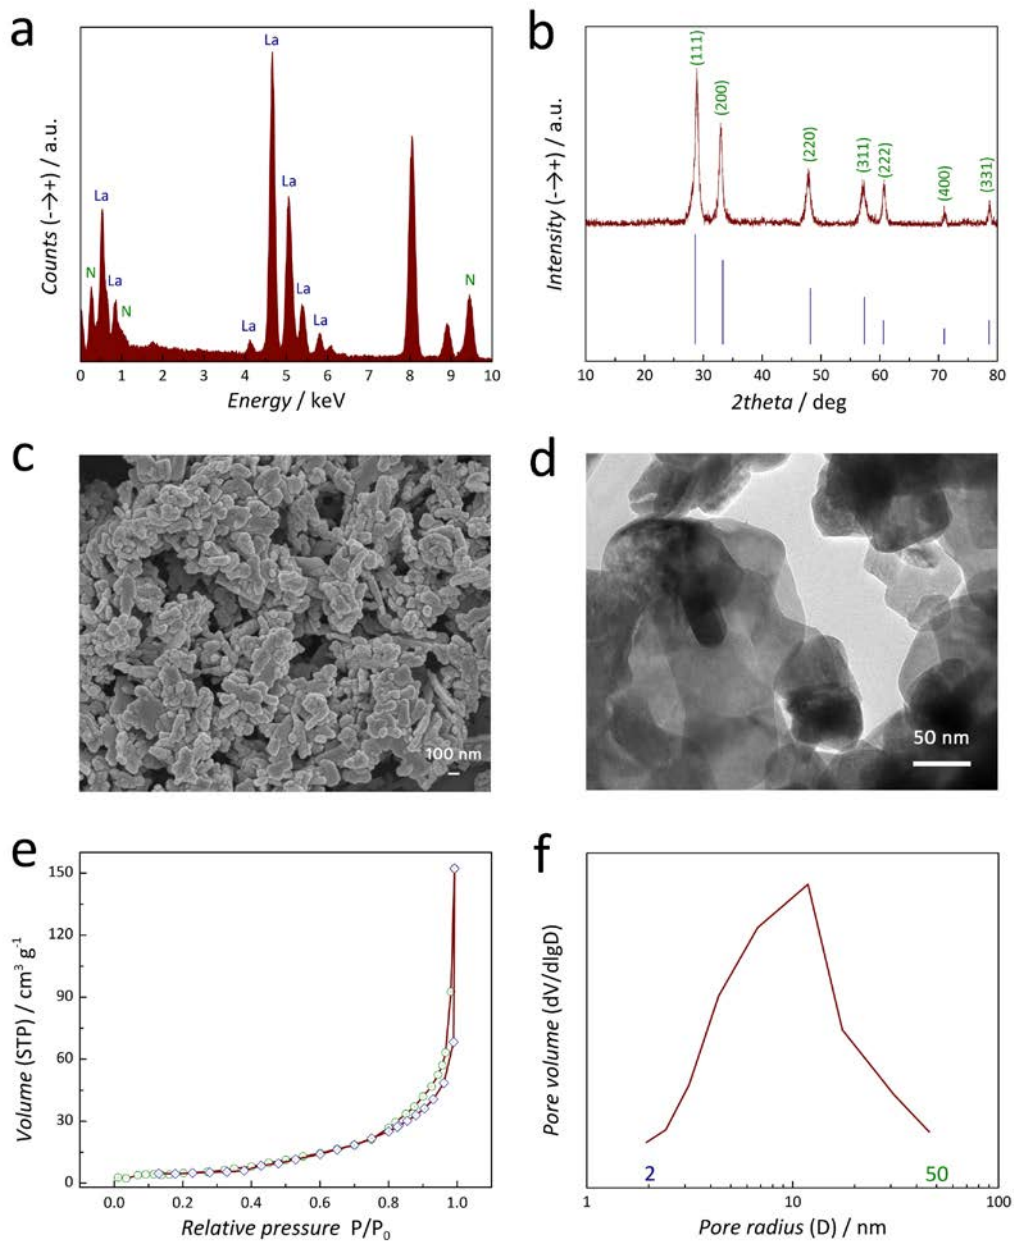 a
La
La
La
N
La
N
La
La
La
N
Counts (-→+) / a.u.
0 1 2 3 4 5 6 7 8 9 10
Energy / keV
b
(111)
(200)
(220)
(311)
(222)
(400)
(331)
Intensity (-→+) / a.u.
10 20 30 40 50 60 70 80
2theta / deg
c
100 nm
d
50 nm
e
150
120
90
60
30
0
Volume (STP) / cm³ g⁻¹
0.0 0.2 0.4 0.6 0.8 1.0
Relative pressure P/P₀
f
Pore volume (dV/dlgD)
2 50
1 10 100
Pore radius (D) / nm